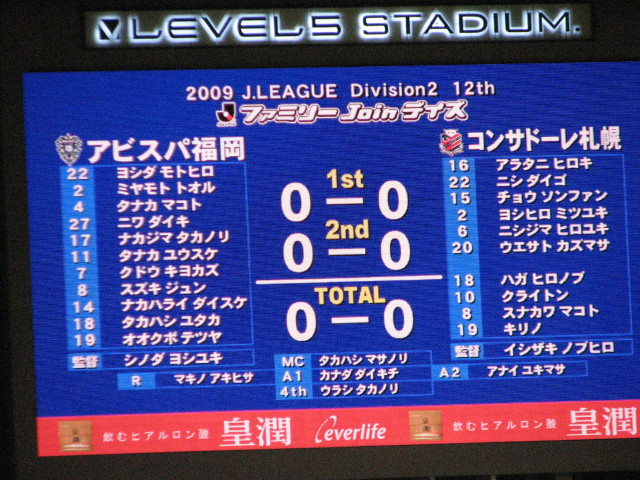 LEVEL5 STADIUM.
2009 J.LEAGUE Division2 12th
ファミリーJoinデイズ
アビスパ福岡
22 ヨシダ モトヒロ
2 ミヤモト トオル
4 タナカ マコト
27 ニワ ダイキ
17 ナカジマ タカノリ
11 タナカ ユウスケ
7 クドウ キヨカズ
8 スズキ ジュン
14 ナカハライ ダイスケ
18 タカハシ ユタカ
19 オオクボ テツヤ
監督 シノダ ヨシユキ
1st
0 ー 0
2nd
0 ー 0
TOTAL
0 ー 0
コンサドーレ札幌
16 アラタニ ヒロキ
22 ニシ ダイゴ
15 チョウ ソンファン
2 ヨシヒロ ミツユキ
6 ニシジマ ヒロユキ
20 ウエサト カズマサ
18 ハガ ヒロノブ
10 クライトン
8 スナカワ マコト
19 キリノ
監督 イシザキ ノブヒロ
R マキノ アキヒサ
MC タカハシ マサノリ
A1 カナダ ダイキチ
4th ウラシ タカノリ
A2 アナイ ユキマサ
飲むヒアルロン酸 皇潤 everlife 皇潤 飲むヒアルロン酸 皇潤